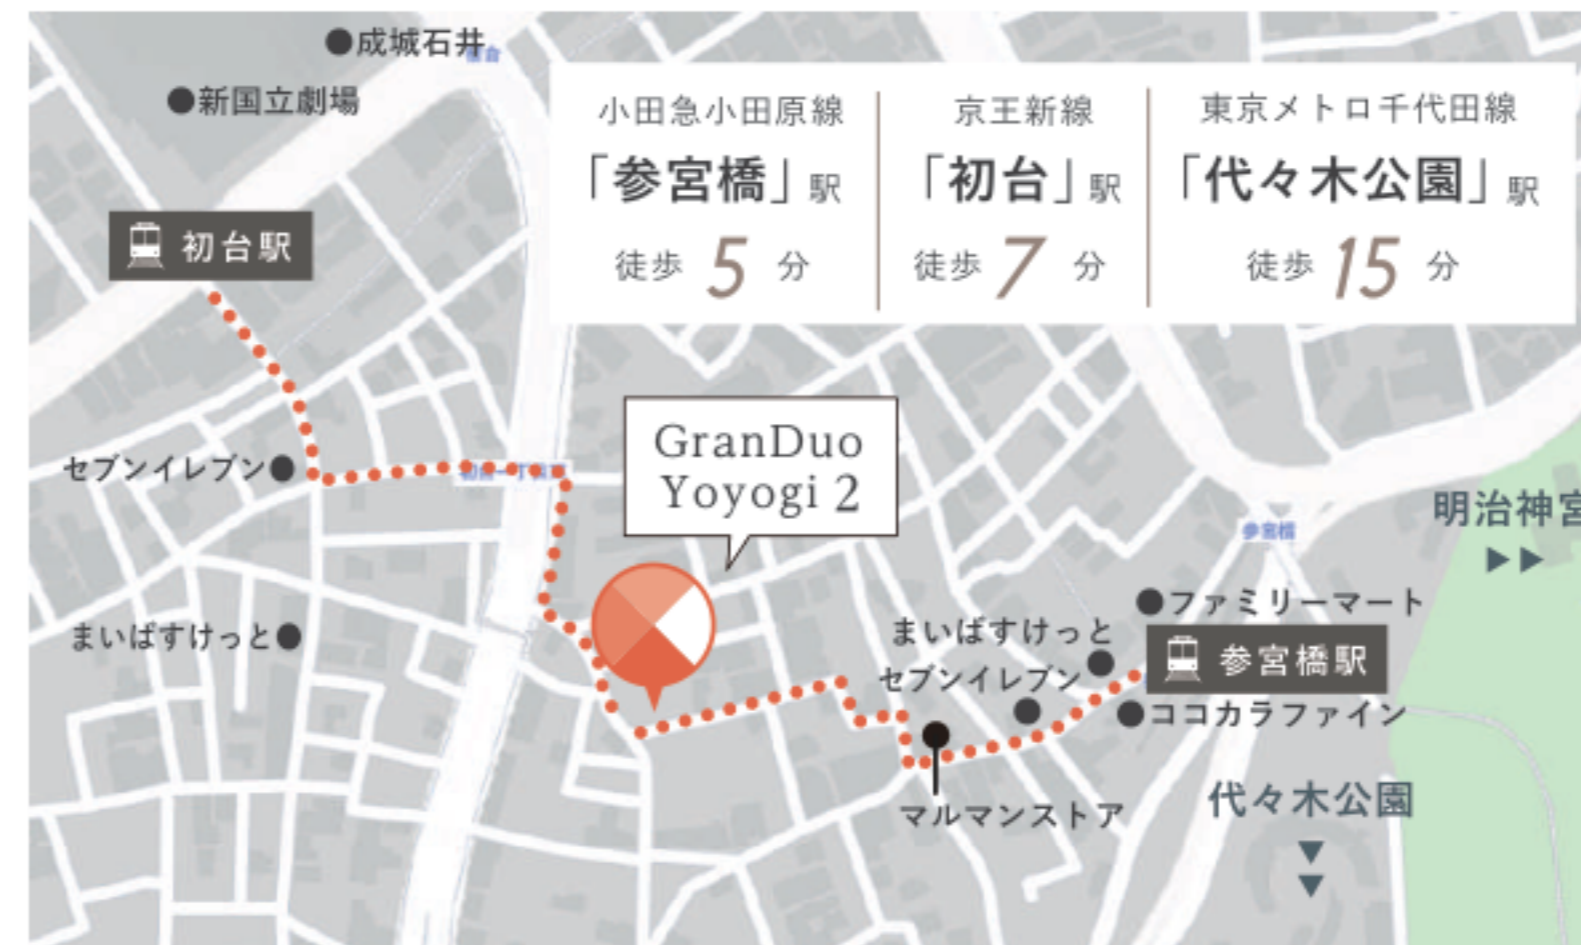 成城石井
新国立劇場
小田急小田原線
「参宮橋」駅
徒歩 5 分
京王新線
「初台」駅
徒歩 7 分
東京メトロ千代田線
「代々木公園」駅
徒歩 15 分
初台駅
GranDuo
Yoyogi 2
セブンイレブン
明治神宮
参宮橋
ファミリーマート
まいばすけっと
まいばすけっと
参宮橋駅
セブンイレブン
ココカラファイン
代々木公園
マルマンストア